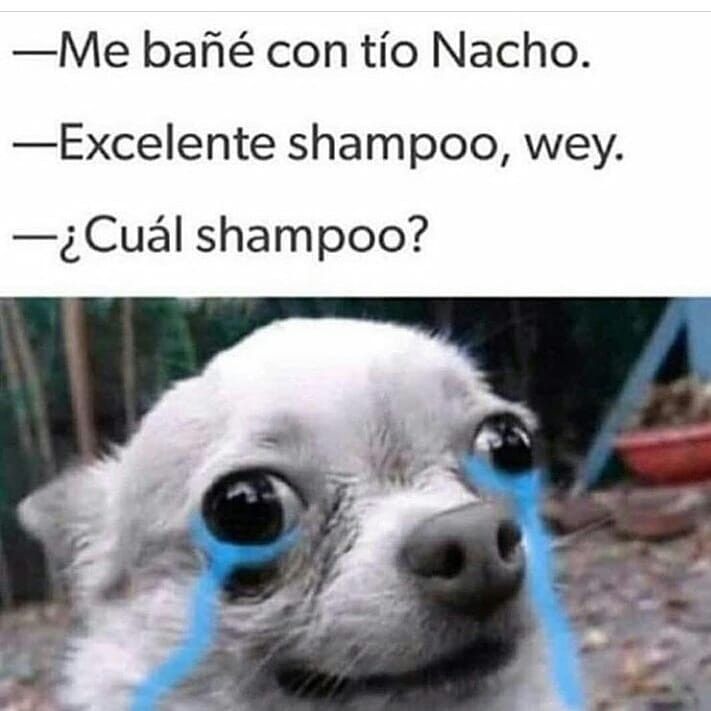 —Me bañé con tío Nacho.
—Excelente shampoo, wey.
—¿Cuál shampoo?